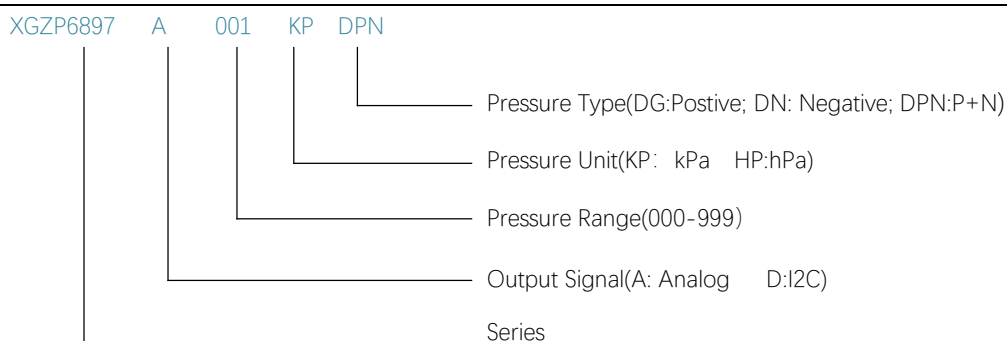 XGZP6897 A 001 KP DPN
Pressure Type(DG:Postive; DN: Negative; DPN:P+N)
Pressure Unit(KP： kPa HP:hPa)
Pressure Range(000-999）
Output Signal(A: Analog D:I2C)
Series